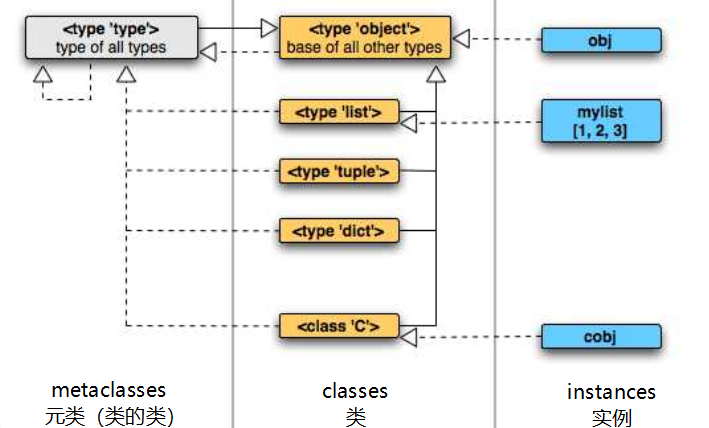 <type 'type'>
type of all types
<type 'object'>
base of all other types
obj
<type 'list'>
mylist
[1, 2, 3]
<type 'tuple'>
<type 'dict'>
<class 'C'>
cobj
metaclasses
元类（类的类）
classes
类
instances
实例